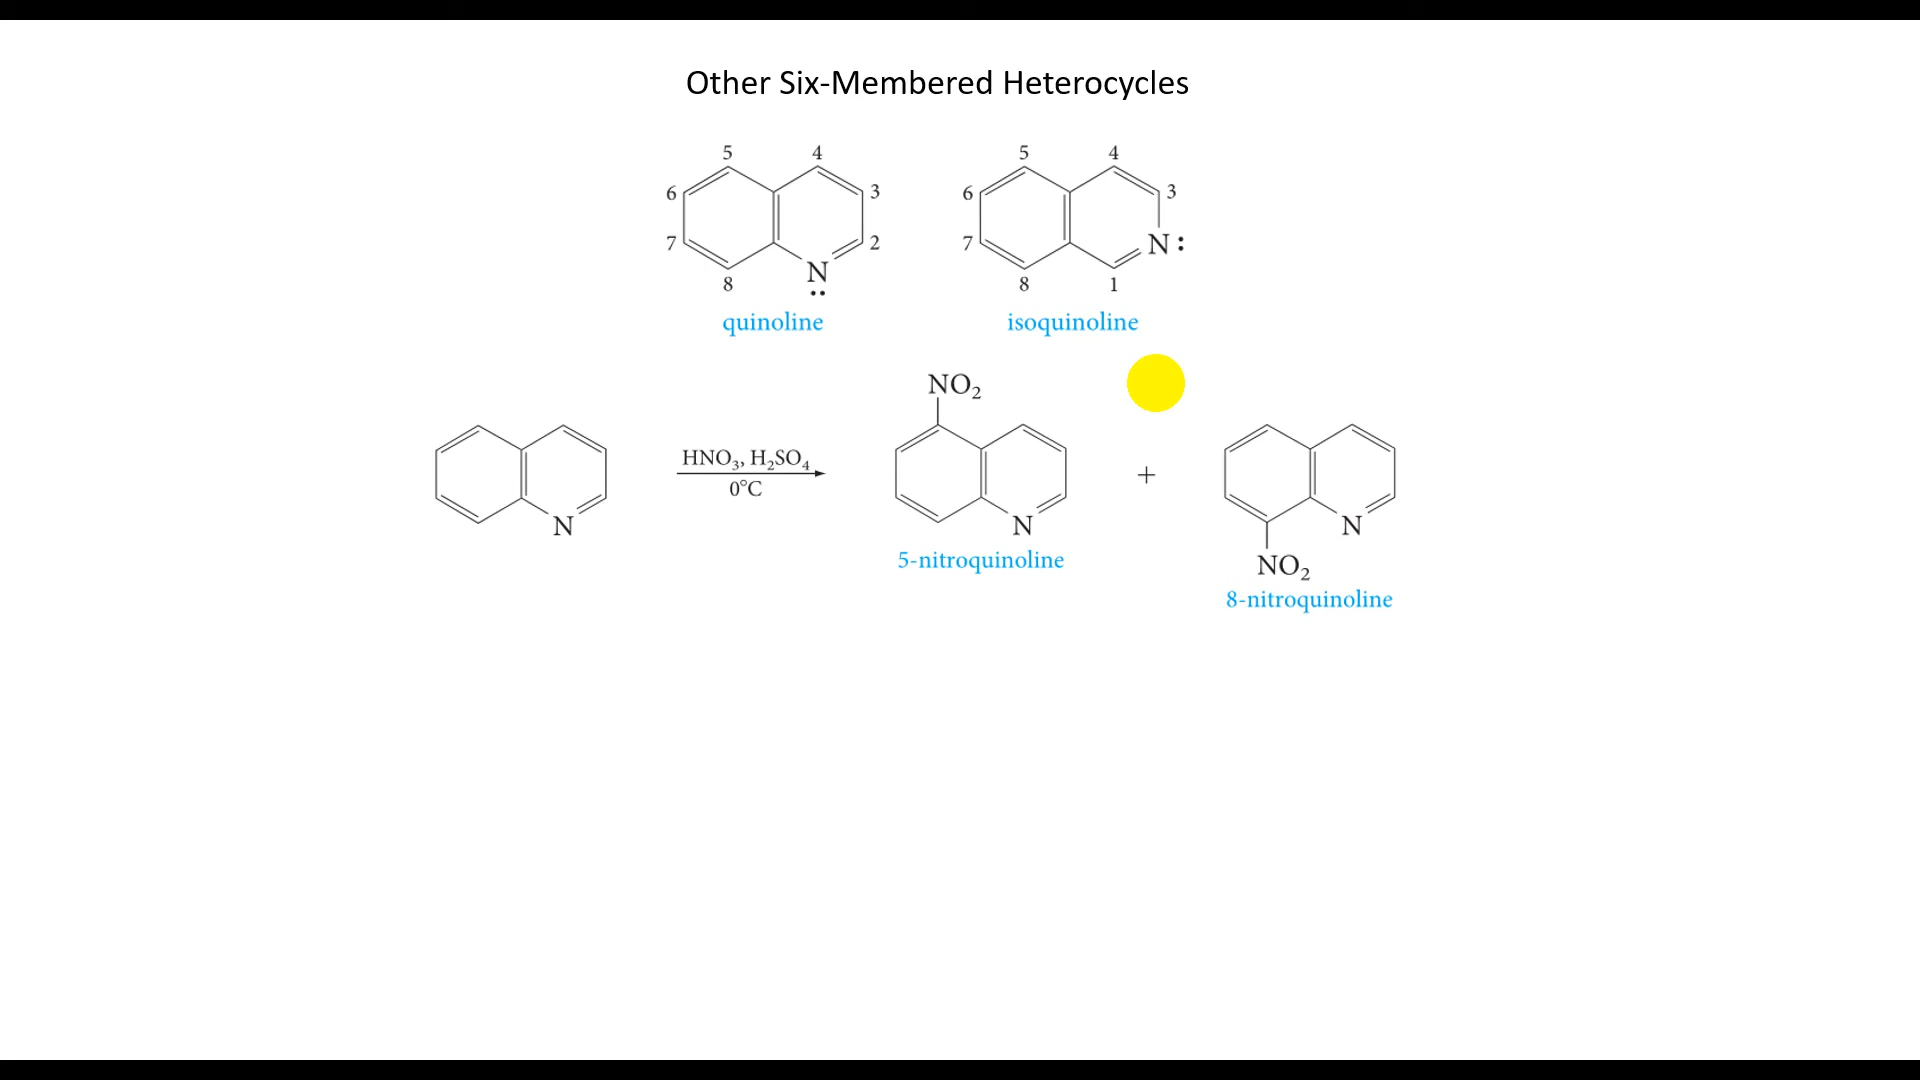 Other Six-Membered Heterocycles
5 4 5 4
6 3 6 3
7 2 7 N:
8 N 8 1
quinoline isoquinoline
NO2
HNO3, H2SO4
0°C
+
N N N
5-nitroquinoline NO2
8-nitroquinoline